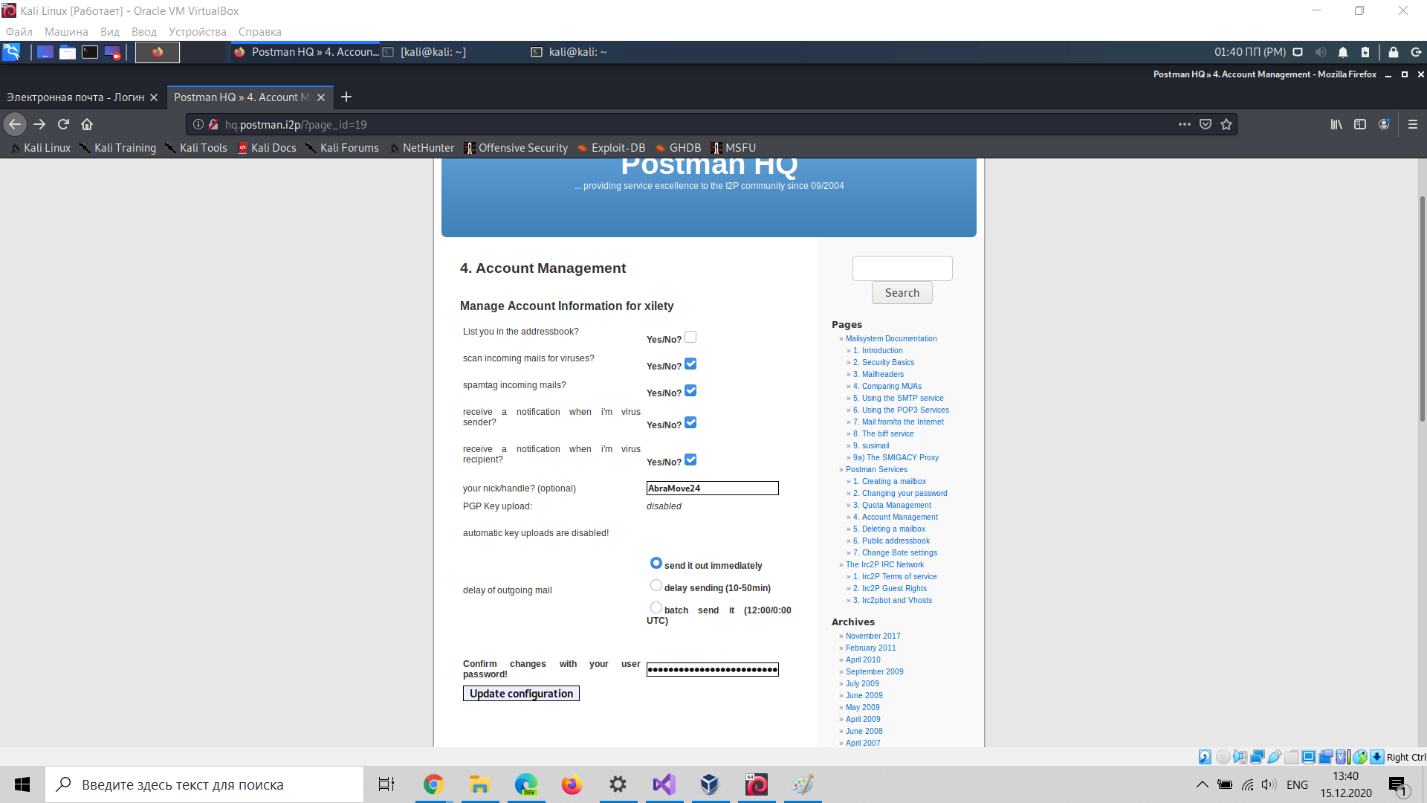 Kali Linux [Работает] - Oracle VM VirtualBox
Файл Машина Вид Ввод Устройства Справка
Postman HQ » 4. Accoun... [kali@kali: ~] kali@kali: ~ 01:40 ПП (PM)
Postman HQ » 4. Account Management - Mozilla Firefox
Электронная почта - Логин Postman HQ » 4. Account M
hq.postman.i2p/?page_id=19
Kali Linux Kali Training Kali Tools Kali Docs Kali Forums NetHunter Offensive Security Exploit-DB GHDB MSFU
Postman HQ
... providing service excellence to the I2P community since 09/2004
4. Account Management
Manage Account Information for xilety
List you in the addressbook?
Yes/No?
scan incoming mails for viruses?
Yes/No?
spamtag incoming mails?
Yes/No?
receive a notification when i'm virus
sender?
Yes/No?
receive a notification when i'm virus
recipient?
Yes/No?
your nick/handle? (optional) AbraMove24
PGP Key upload: disabled
automatic key uploads are disabled!
delay of outgoing mail
send it out immediately
delay sending (10-50min)
batch send it (12:00/0:00
UTC)
Confirm changes with your user
password!
Update configuration
Search
Pages
» Mailsystem Documentation
» 1. Introduction
» 2. Security Basics
» 3. Mailheaders
» 4. Comparing MUAs
» 5. Using the SMTP service
» 6. Using the POP3 Services
» 7. Mail from/to the Internet
» 8. The biff service
» 9. susimail
» 9a) The SMIGACY Proxy
» Postman Services
» 1. Creating a mailbox
» 2. Changing your password
» 3. Quota Management
» 4. Account Management
» 5. Deleting a mailbox
» 6. Public addressbook
» 7. Change Bote settings
» The Irc2P IRC Network
» 1. Irc2P Terms of service
» 2. Irc2P Guest Rights
» 3. Irc2pbot and Vhosts
Archives
» November 2017
» February 2011
» April 2010
» September 2009
» July 2009
» June 2009
» May 2009
» April 2009
» June 2008
» April 2007
Right Ctrl
Введите здесь текст для поиска
DEV
64
ENG
13:40
15.12.2020
1